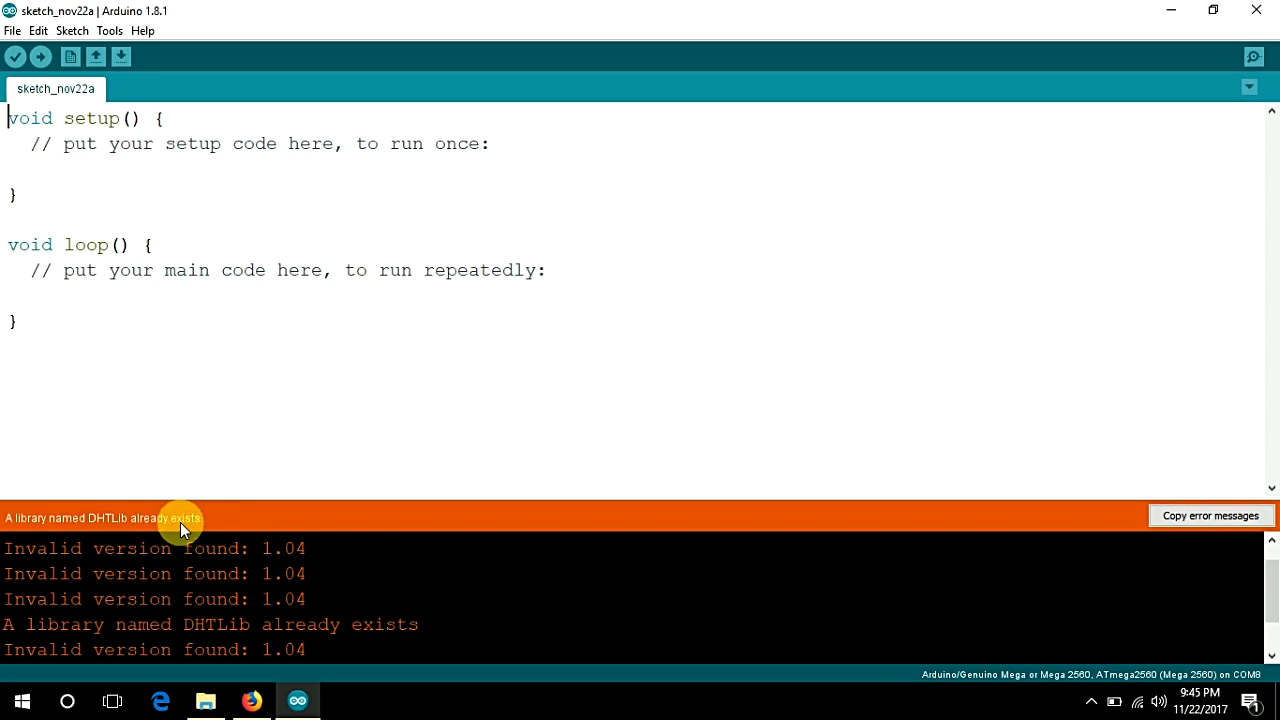 sketch_nov22a | Arduino 1.8.1
File Edit Sketch Tools Help
sketch_nov22a
void setup() {
// put your setup code here, to run once:
}
void loop() {
// put your main code here, to run repeatedly:
}
A library named DHTLib already exists
Copy error messages
Invalid version found: 1.04
Invalid version found: 1.04
Invalid version found: 1.04
A library named DHTLib already exists
Invalid version found: 1.04
Arduino/Genuino Mega or Mega 2560, ATmega2560 (Mega 2560) on COM8
9:45 PM
11/22/2017
1